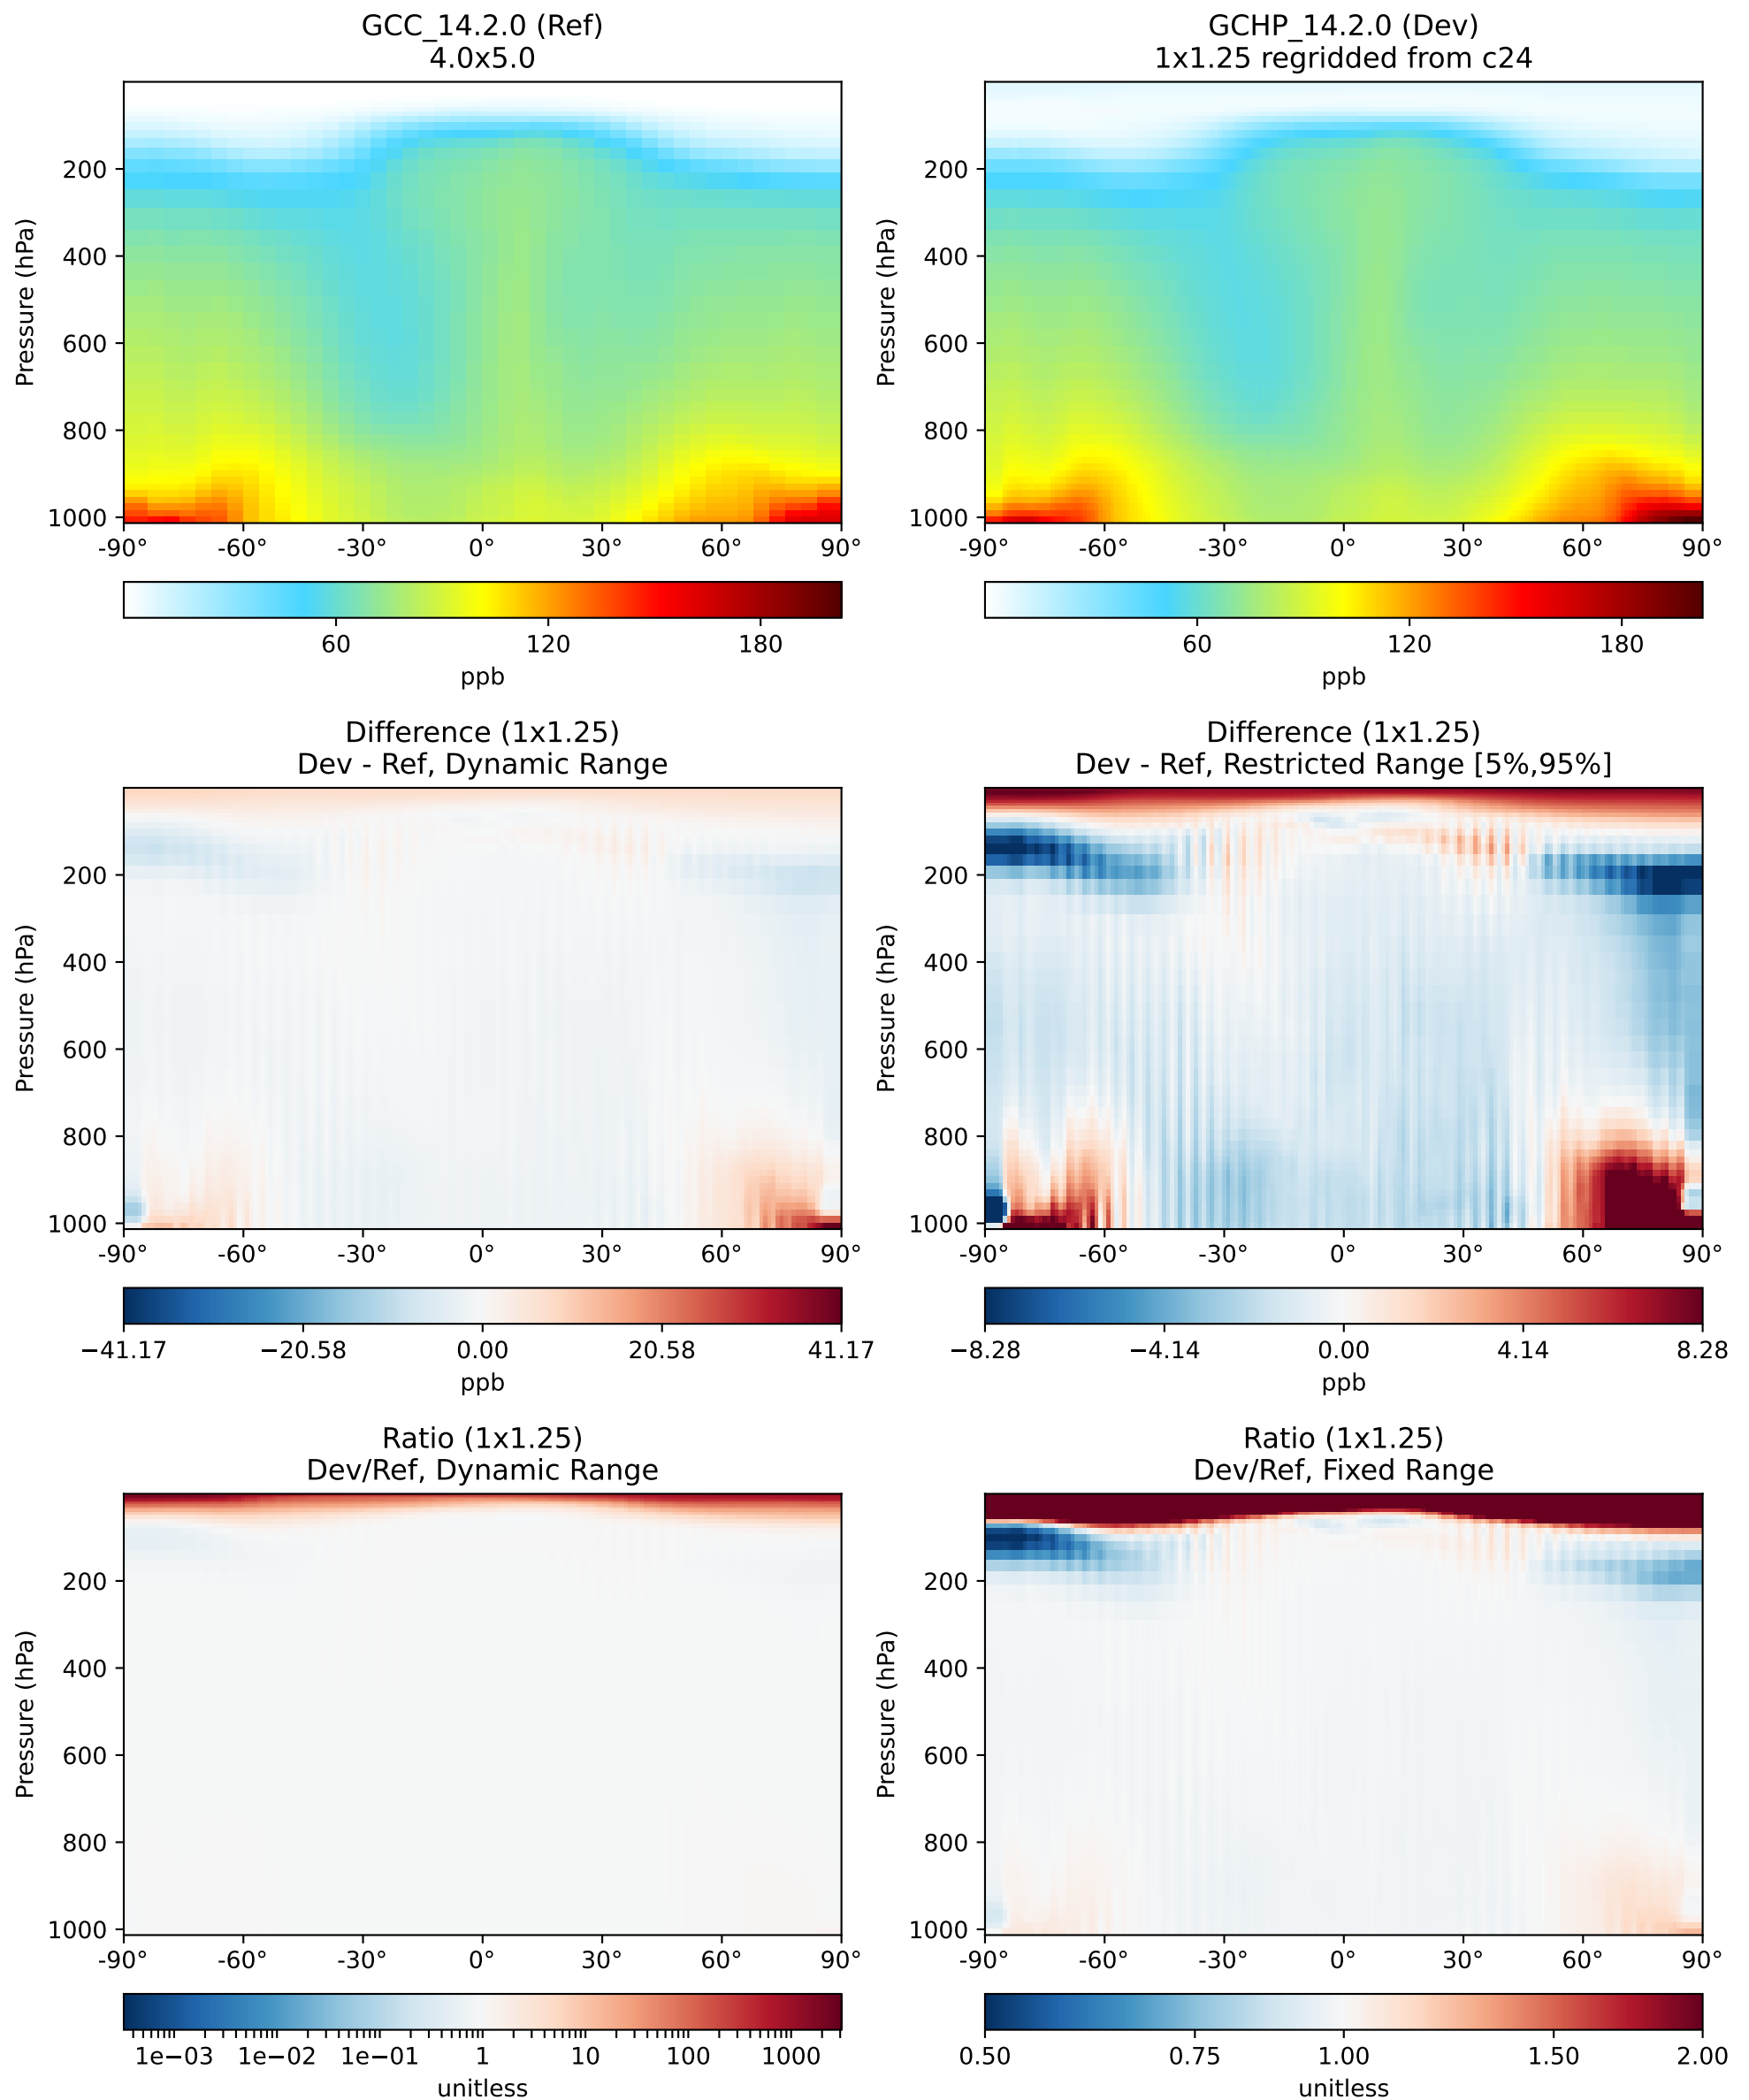 GCC_14.2.0 (Ref)
4.0x5.0
Pressure (hPa)
200
400
600
800
1000
-90° -60° -30° 0° 30° 60° 90°
60 120 180
ppb
GCHP_14.2.0 (Dev)
1x1.25 regridded from c24
Pressure (hPa)
200
400
600
800
1000
-90° -60° -30° 0° 30° 60° 90°
60 120 180
ppb
Difference (1x1.25)
Dev - Ref, Dynamic Range
Pressure (hPa)
200
400
600
800
1000
-90° -60° -30° 0° 30° 60° 90°
−41.17 −20.58 0.00 20.58 41.17
ppb
Difference (1x1.25)
Dev - Ref, Restricted Range [5%,95%]
Pressure (hPa)
200
400
600
800
1000
-90° -60° -30° 0° 30° 60° 90°
−8.28 −4.14 0.00 4.14 8.28
ppb
Ratio (1x1.25)
Dev/Ref, Dynamic Range
Pressure (hPa)
200
400
600
800
1000
-90° -60° -30° 0° 30° 60° 90°
1e−03 1e−02 1e−01 1 10 100 1000
unitless
Ratio (1x1.25)
Dev/Ref, Fixed Range
Pressure (hPa)
200
400
600
800
1000
-90° -60° -30° 0° 30° 60° 90°
0.50 0.75 1.00 1.50 2.00
unitless